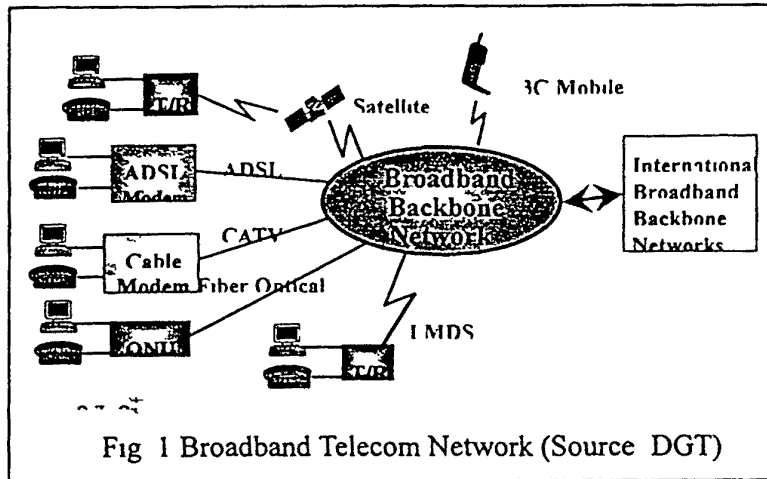 T/R
Satellite
3C Mobile
ADSL
Modem
ADSL
Broadband
Backbone
Network
International
Broadband
Backbone
Networks
CATV
Cable
Modem
Fiber Optical
ONU
LMDS
T/R
Fig 1 Broadband Telecom Network (Source DGT)